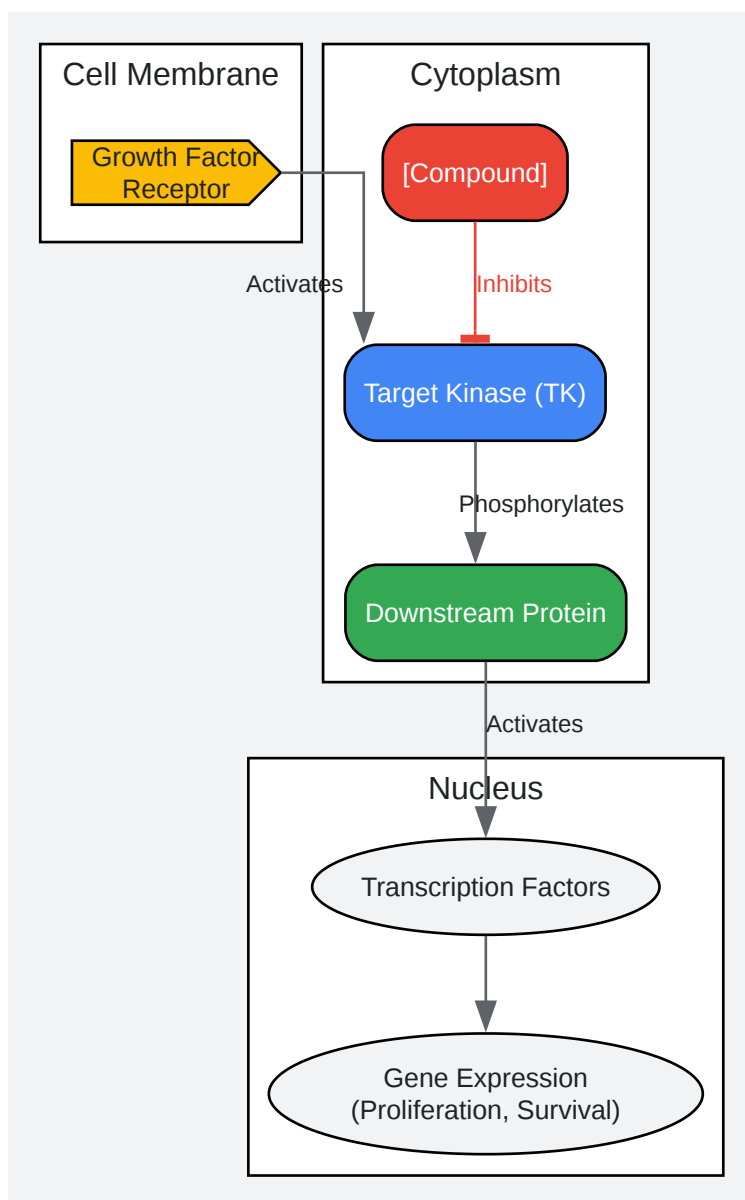 Cell Membrane
Cytoplasm
Growth Factor
Receptor
[Compound]
Activates
Inhibits
Target Kinase (TK)
Phosphorylates
Downstream Protein
Activates
Nucleus
Transcription Factors
Gene Expression
(Proliferation, Survival)